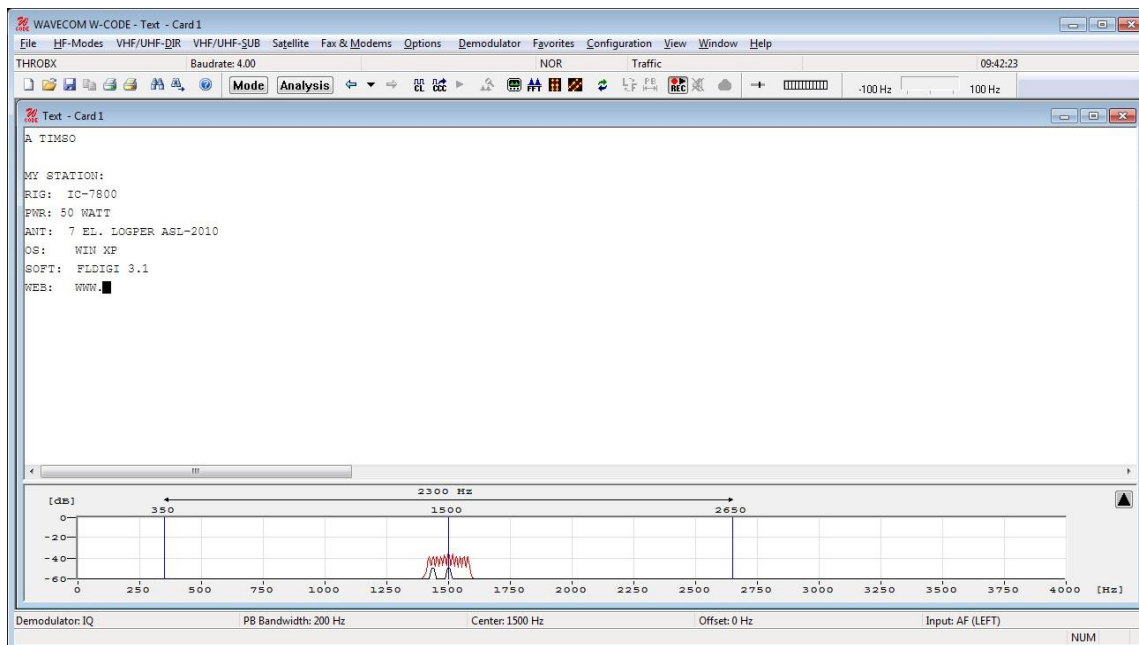 WAVECOM W-CODE - Text - Card 1
File HF-Modes VHF/UHF-DIR VHF/UHF-SUB Satellite Fax & Modems Options Demodulator Favorites Configuration View Window Help
THROBX Baudrate: 4.00 NOR Traffic 09:42:23
Mode Analysis REC -100 Hz 100 Hz
Text - Card 1
A TIMSO
MY STATION:
RIG: IC-7800
PWR: 50 WATT
ANT: 7 EL. LOGPER ASL-2010
OS: WIN XP
SOFT: FLDIGI 3.1
WEB: WWW.
2300 Hz
[dB] 350 1500 2650
0
-20
-40
-60
0 250 500 750 1000 1250 1500 1750 2000 2250 2500 2750 3000 3250 3500 3750 4000 [Hz]
Demodulator: IQ PB Bandwidth: 200 Hz Center: 1500 Hz Offset: 0 Hz Input: AF (LEFT)
NUM